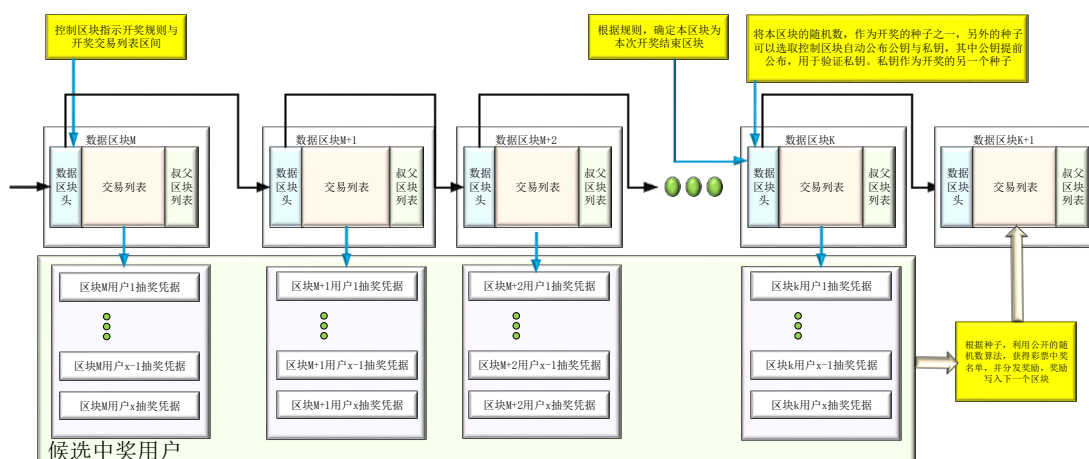 控制区块指示开奖规则与
开奖交易列表区间
根据规则，确定本区块为
本次开奖结束区块
将本区块的随机数，作为开奖的种子之一，另外的种子
可以选取控制区块自动公布公钥与私钥，其中公钥提前
公布，用于验证私钥。私钥作为开奖的另一个种子
数据区块M
数据
区块
头
交易列表
叔父
区块
列表
数据区块M+1
数据
区块
头
交易列表
叔父
区块
列表
数据区块M+2
数据
区块
头
交易列表
叔父
区块
列表
数据区块K
数据
区块
头
交易列表
叔父
区块
列表
数据区块K+1
数据
区块
头
交易列表
叔父
区块
列表
区块M用户1抽奖凭据
区块M用户x-1抽奖凭据
区块M用户x抽奖凭据
区块M+1用户1抽奖凭据
区块M+1用户x-1抽奖凭据
区块M+1用户x抽奖凭据
区块M+2用户1抽奖凭据
区块M+2用户x-1抽奖凭据
区块M+2用户x抽奖凭据
区块k用户1抽奖凭据
区块k用户x-1抽奖凭据
区块k用户x抽奖凭据
根据种子，利用公开的随
机数算法，获得彩票中奖
名单，并分发奖励，奖励
写入下一个区块
候选中奖用户